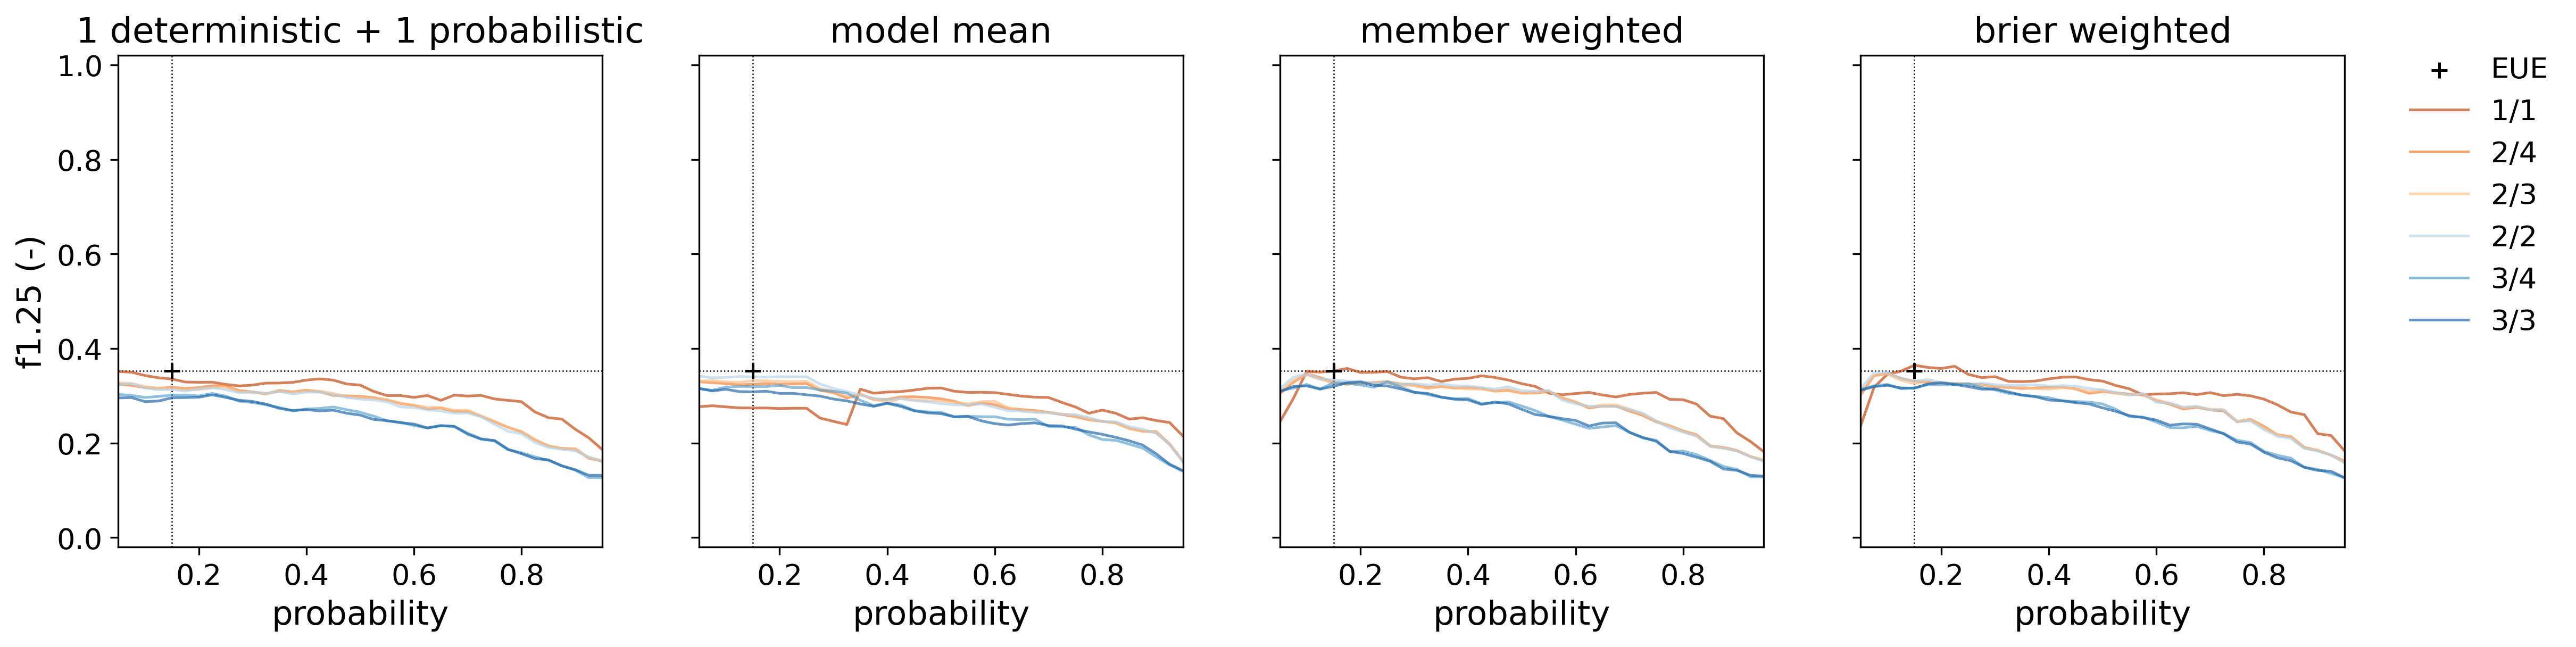 1 deterministic + 1 probabilistic
model mean
member weighted
brier weighted
f1.25 (-)
1.0
0.8
0.6
0.4
0.2
0.0
0.2 0.4 0.6 0.8
0.2 0.4 0.6 0.8
0.2 0.4 0.6 0.8
0.2 0.4 0.6 0.8
probability
probability
probability
probability
EUE
1/1
2/4
2/3
2/2
3/4
3/3